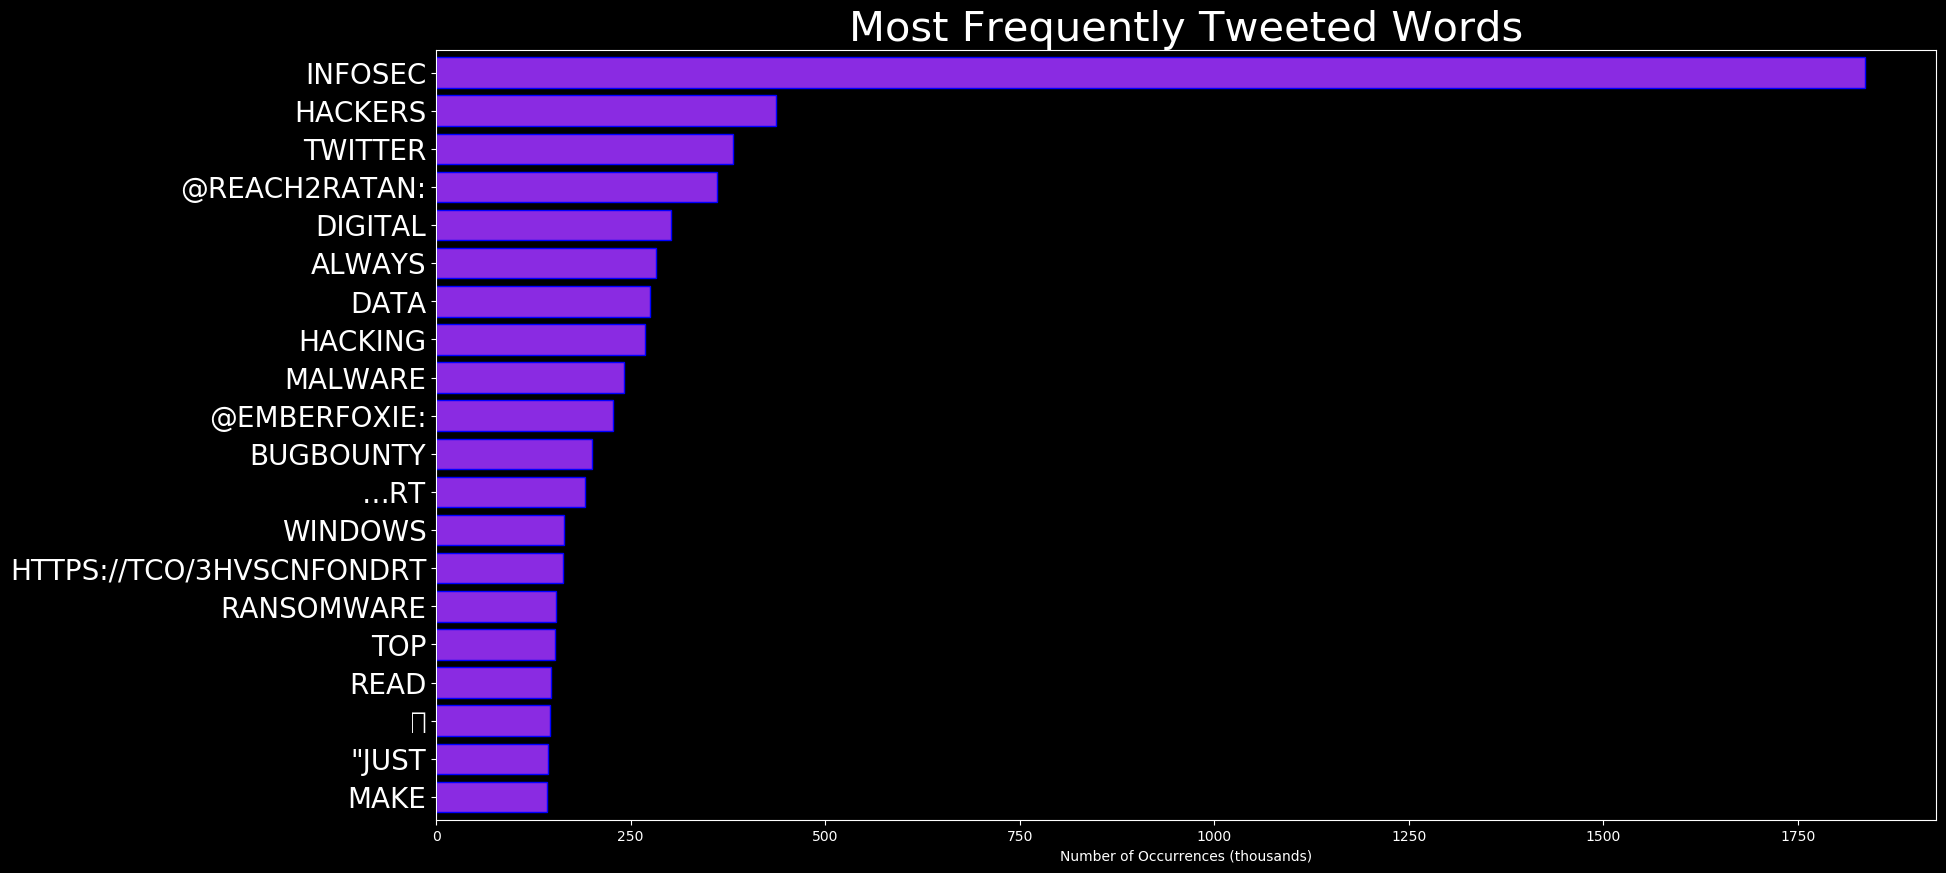 Most Frequently Tweeted Words
INFOSEC
HACKERS
TWITTER
@REACH2RATAN:
DIGITAL
ALWAYS
DATA
HACKING
MALWARE
@EMBERFOXIE:
BUGBOUNTY
…RT
WINDOWS
HTTPS://TCO/3HVSCNFONDRT
RANSOMWARE
TOP
READ
"JUST
MAKE
0 250 500 750 1000 1250 1500 1750
Number of Occurrences (thousands)